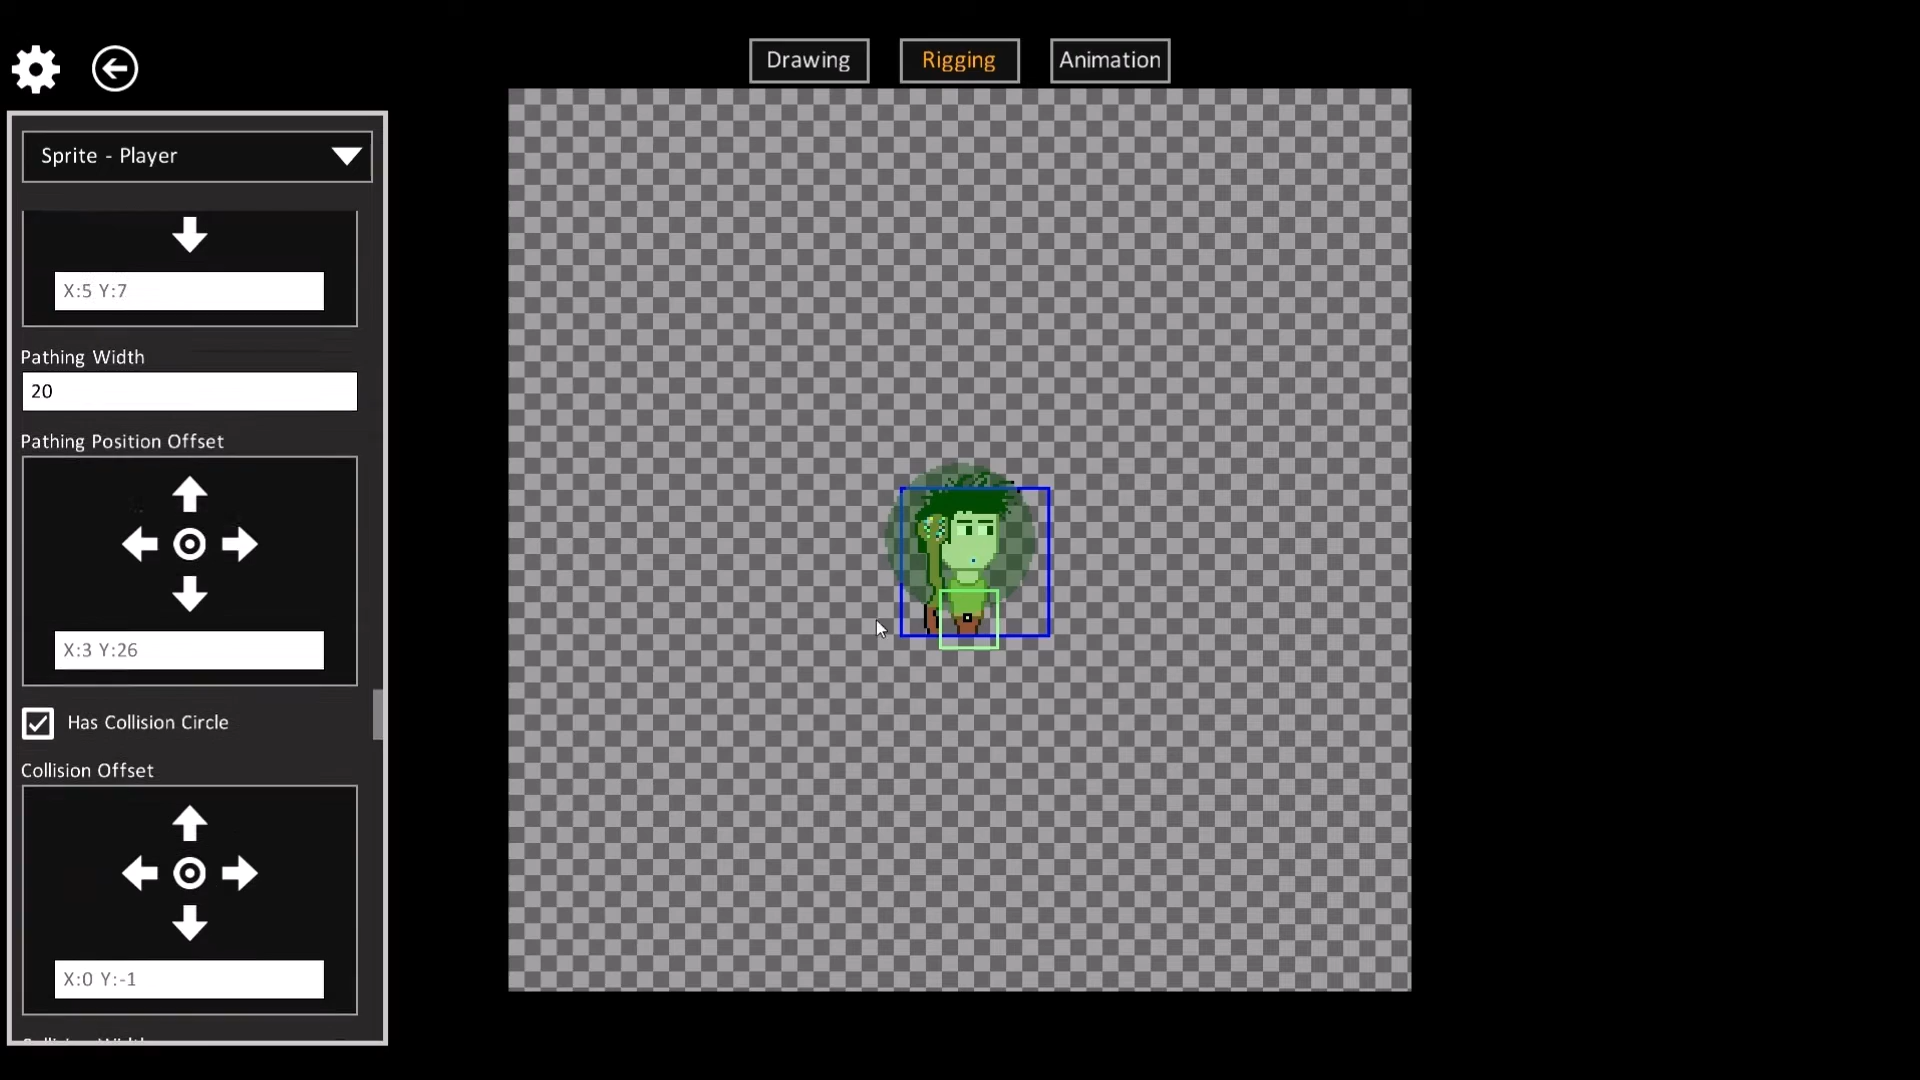 Drawing
Rigging
Animation
Sprite - Player
X:5 Y:7
Pathing Width
20
Pathing Position Offset
X:3 Y:26
Has Collision Circle
Collision Offset
X:0 Y:-1